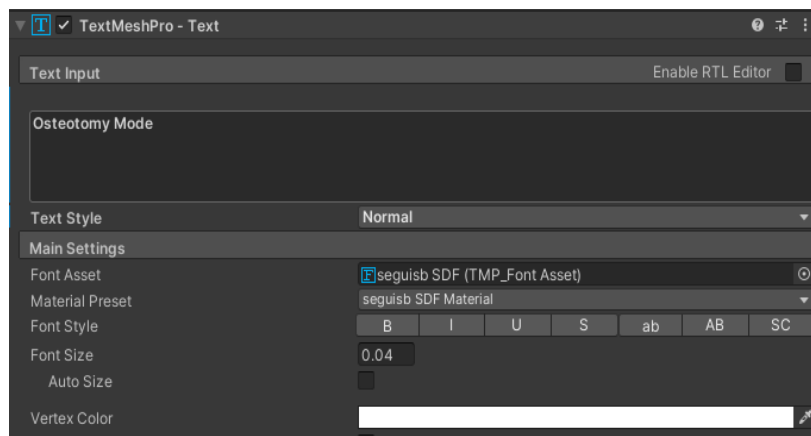 TextMeshPro - Text
Text Input Enable RTL Editor
Osteotomy Mode
Text Style Normal
Main Settings
Font Asset seguisb SDF (TMP_Font Asset)
Material Preset seguisb SDF Material
Font Style B I U S ab AB SC
Font Size 0.04
Auto Size
Vertex Color